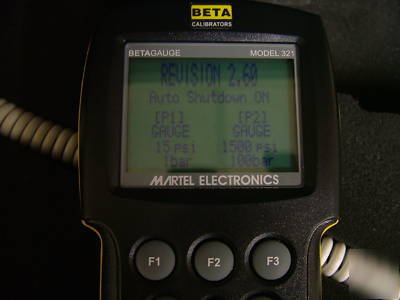 BETA
CALIBRATORS
BETAGAUGE MODEL 321
REVISION 2.60
Auto Shutdown ON
[P1] [P2]
GAUGE GAUGE
15 PSI 1500 PSI
1bar 100bar
MARTEL ELECTRONICS
F1 F2 F3